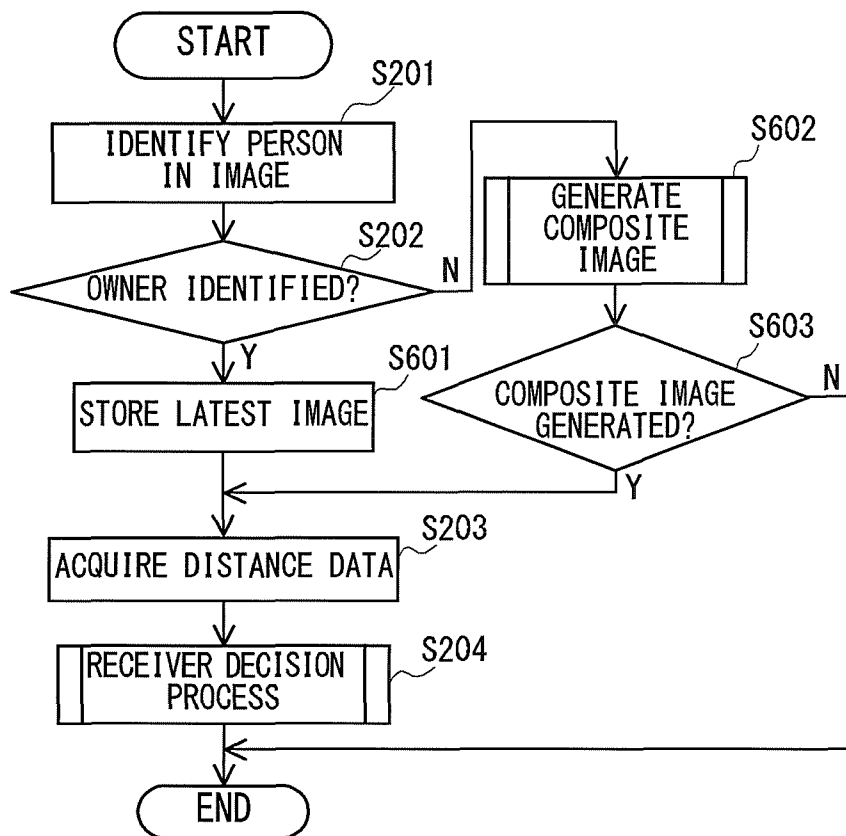 START
S201
IDENTIFY PERSON
IN IMAGE
S202
OWNER IDENTIFIED?
N
Y
S601
STORE LATEST IMAGE
S602
GENERATE
COMPOSITE
IMAGE
S603
COMPOSITE IMAGE
GENERATED?
N
Y
S203
ACQUIRE DISTANCE DATA
S204
RECEIVER DECISION
PROCESS
END